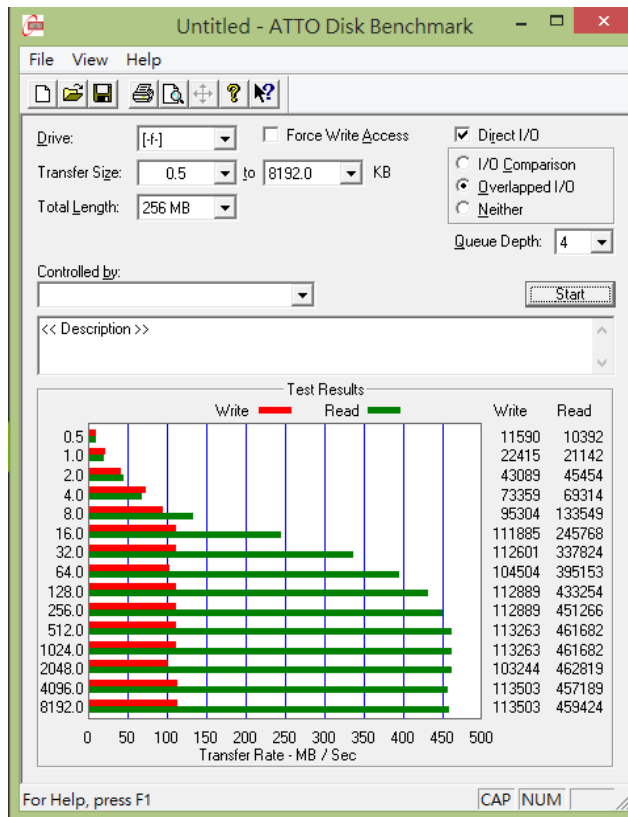 Untitled - ATTO Disk Benchmark
File View Help
Drive: [-f-] Force Write Access Direct I/O
Transfer Size: 0.5 to 8192.0 KB I/O Comparison
Overlapped I/O
Total Length: 256 MB Neither
Queue Depth: 4
Controlled by:
Start
<< Description >>
Test Results
Write Read Write Read
0.5 11590 10392
1.0 22415 21142
2.0 43089 45454
4.0 73359 69314
8.0 95304 133549
16.0 111885 245768
32.0 112601 337824
64.0 104504 395153
128.0 112889 433254
256.0 112889 451266
512.0 113263 461682
1024.0 113263 461682
2048.0 103244 462819
4096.0 113503 457189
8192.0 113503 459424
0 50 100 150 200 250 300 350 400 450 500
Transfer Rate - MB / Sec
For Help, press F1 CAP NUM